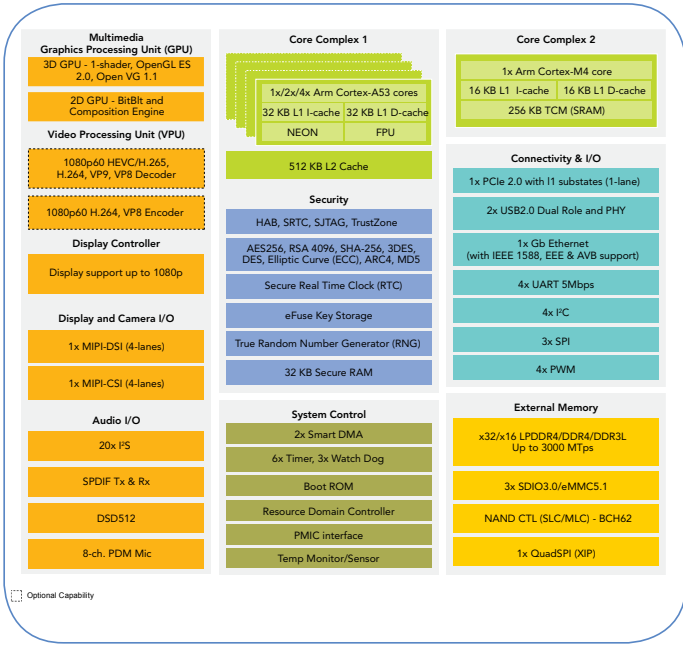 Multimedia
Graphics Processing Unit (GPU)
3D GPU - 1-shader, OpenGL ES
2.0, Open VG 1.1
2D GPU - BitBlt and
Composition Engine
Video Processing Unit (VPU)
1080p60 HEVC/H.265,
H.264, VP9, VP8 Decoder
1080p60 H.264, VP8 Encoder
Display Controller
Display support up to 1080p
Display and Camera I/O
1x MIPI-DSI (4-lanes)
1x MIPI-CSI (4-lanes)
Audio I/O
20x I²S
SPDIF Tx & Rx
DSD512
8-ch. PDM Mic
Core Complex 1
1x/2x/4x Arm Cortex-A53 cores
32 KB L1 I-cache
32 KB L1 D-cache
NEON
FPU
512 KB L2 Cache
Security
HAB, SRTC, SJTAG, TrustZone
AES256, RSA 4096, SHA-256, 3DES,
DES, Elliptic Curve (ECC), ARC4, MD5
Secure Real Time Clock (RTC)
eFuse Key Storage
True Random Number Generator (RNG)
32 KB Secure RAM
System Control
2x Smart DMA
6x Timer, 3x Watch Dog
Boot ROM
Resource Domain Controller
PMIC interface
Temp Monitor/Sensor
Core Complex 2
1x Arm Cortex-M4 core
16 KB L1 I-cache
16 KB L1 D-cache
256 KB TCM (SRAM)
Connectivity & I/O
1x PCIe 2.0 with l1 substates (1-lane)
2x USB2.0 Dual Role and PHY
1x Gb Ethernet
(with IEEE 1588, EEE & AVB support)
4x UART 5Mbps
4x I²C
3x SPI
4x PWM
External Memory
x32/x16 LPDDR4/DDR4/DDR3L
Up to 3000 MTps
3x SDIO3.0/eMMC5.1
NAND CTL (SLC/MLC) - BCH62
1x QuadSPI (XIP)
Optional Capability